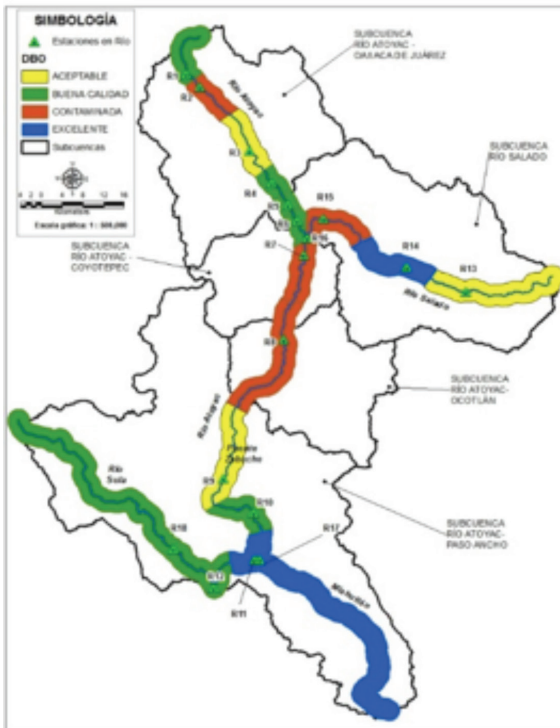 SIMBOLOGÍA
Estaciones en Río
DBO
ACEPTABLE
BUENA CALIDAD
CONTAMINADA
EXCELENTE
Subcuencas
Escala gráfica: 1 :
SUBCUENCA
RÍO ATOYAC -
OAXACA DE JUÁREZ
SUBCUENCA
RÍO SALADO
R1
R2
Río Atoyac
R3
R4
R5
R6
R15
R16
R7
R14
R13
Río Salado
SUBCUENCA
RÍO ATOYAC -
COYOTEPEC
R8
SUBCUENCA
RÍO ATOYAC-
OCOTLÁN
Río Atoyac
R9
Río
Sola
R10
SUBCUENCA
RÍO ATOYAC-
PASO ANCHO
R18
R17
R12
R11